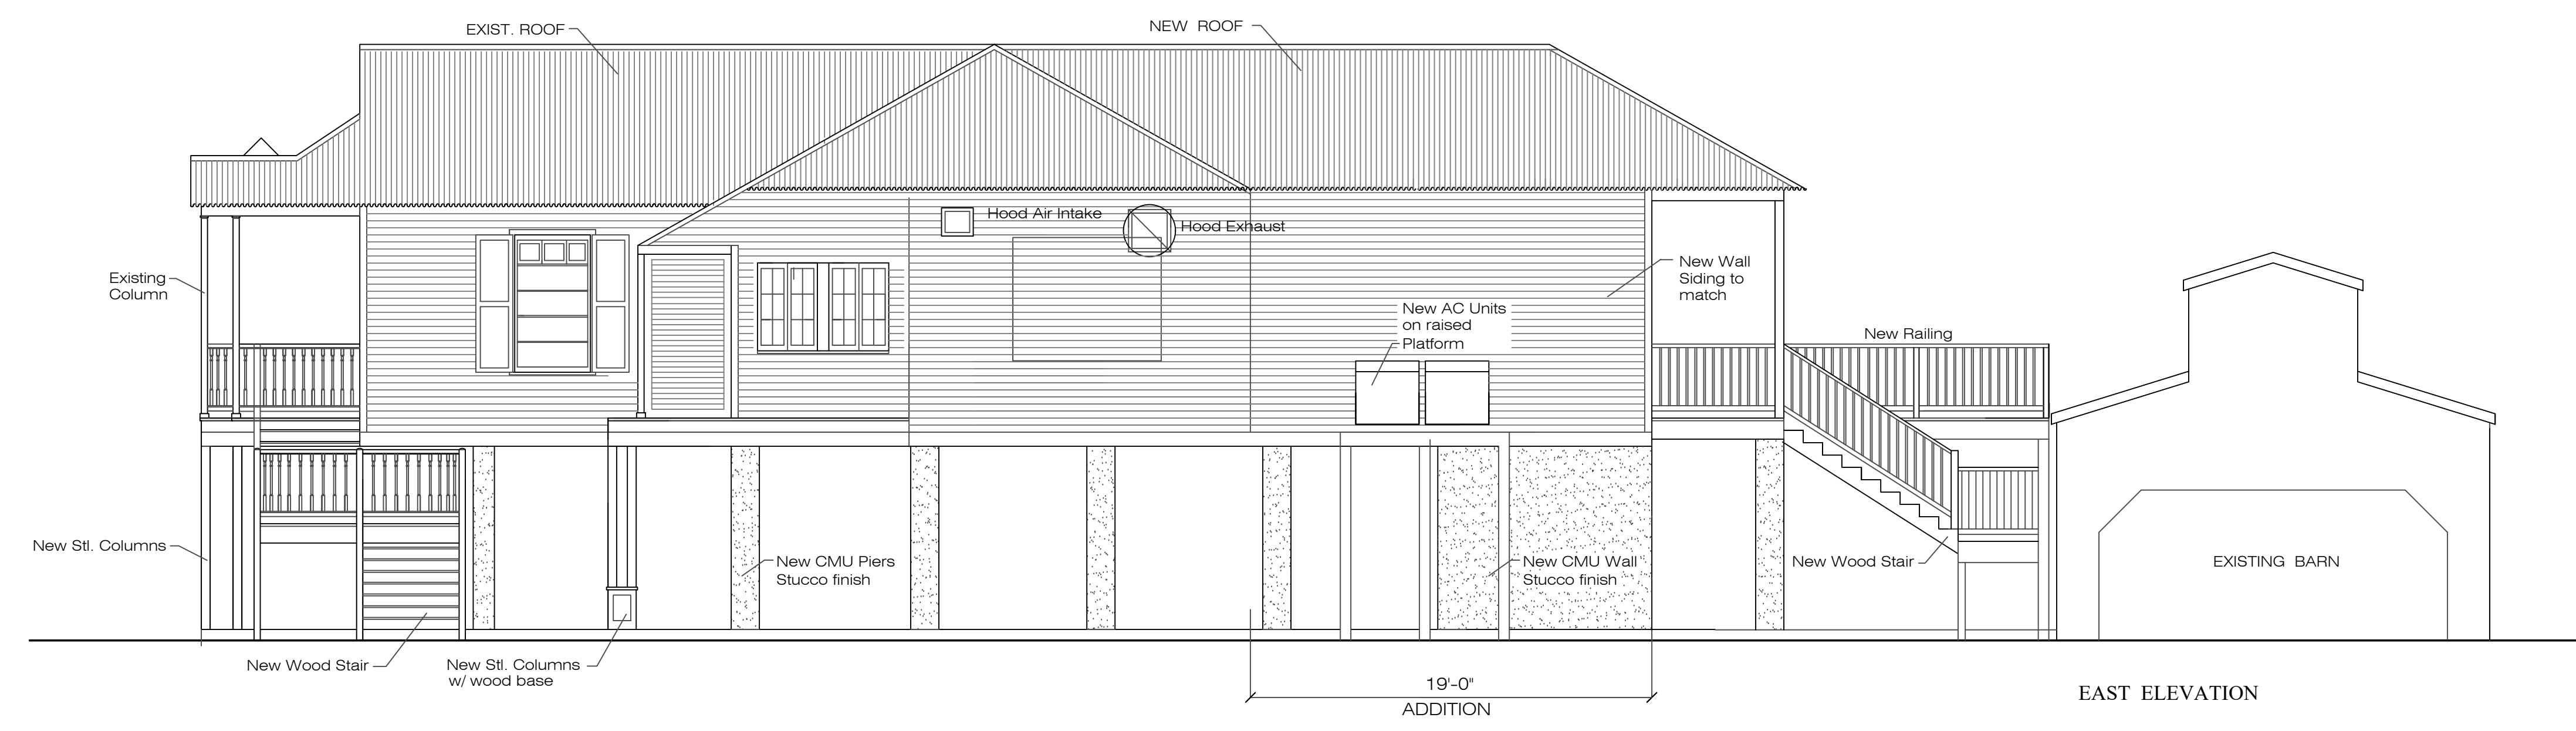 EXIST. ROOF
NEW ROOF
Hood Air Intake
Hood Exhaust
Existing
Column
New Wall
Siding to
match
New AC Units
on raised
Platform
New Railing
New Stl. Columns
New CMU Piers
Stucco finish
New CMU Wall
Stucco finish
New Wood Stair
EXISTING BARN
New Wood Stair
New Stl. Columns
w/ wood base
19'-0"
ADDITION
EAST ELEVATION